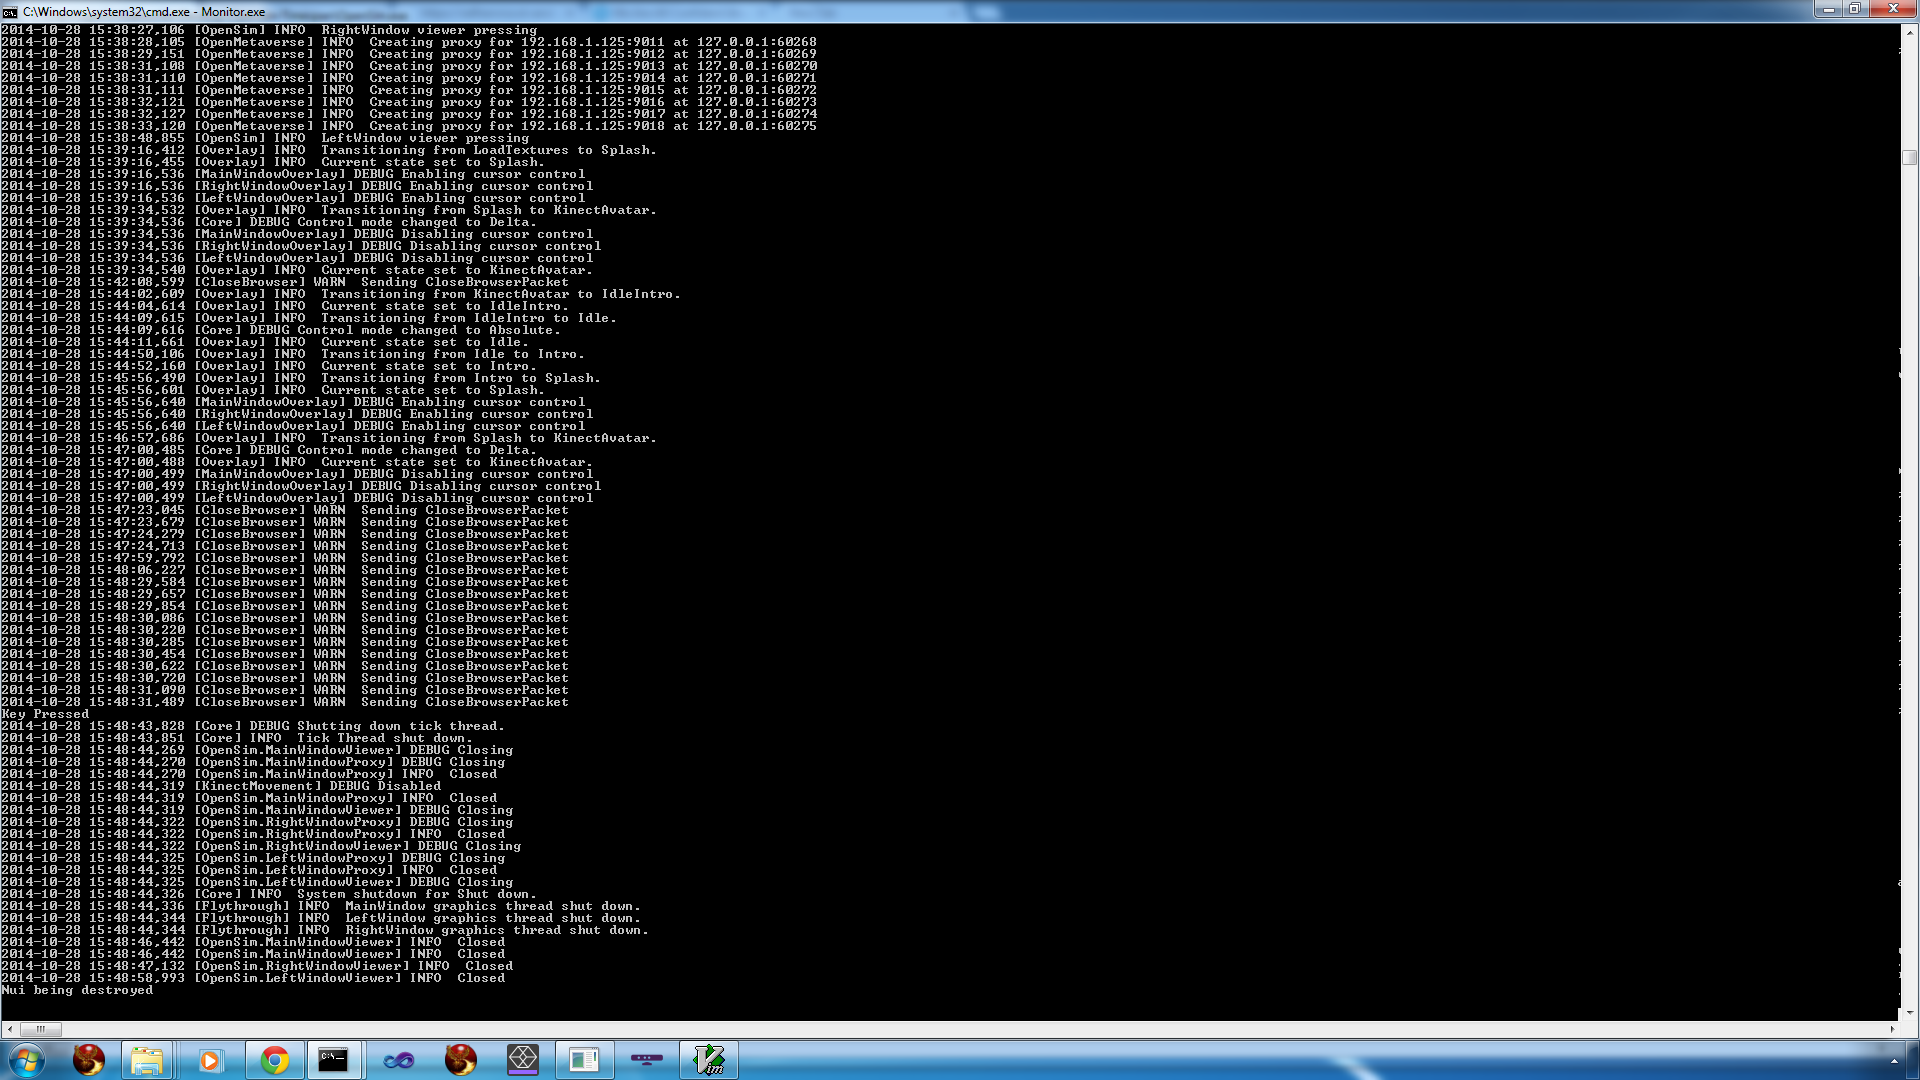 C:\Windows\system32\cmd.exe - Monitor.exe
2014-10-28 15:38:27,106 [OpenSim] INFO  RightWindow viewer pressing
2014-10-28 15:38:28,105 [OpenMetaverse] INFO  Creating proxy for 192.168.1.125:9011 at 127.0.0.1:60268
2014-10-28 15:38:29,151 [OpenMetaverse] INFO  Creating proxy for 192.168.1.125:9012 at 127.0.0.1:60269
2014-10-28 15:38:31,108 [OpenMetaverse] INFO  Creating proxy for 192.168.1.125:9013 at 127.0.0.1:60270
2014-10-28 15:38:31,110 [OpenMetaverse] INFO  Creating proxy for 192.168.1.125:9014 at 127.0.0.1:60271
2014-10-28 15:38:31,111 [OpenMetaverse] INFO  Creating proxy for 192.168.1.125:9015 at 127.0.0.1:60272
2014-10-28 15:38:32,121 [OpenMetaverse] INFO  Creating proxy for 192.168.1.125:9016 at 127.0.0.1:60273
2014-10-28 15:38:32,127 [OpenMetaverse] INFO  Creating proxy for 192.168.1.125:9017 at 127.0.0.1:60274
2014-10-28 15:38:33,120 [OpenMetaverse] INFO  Creating proxy for 192.168.1.125:9018 at 127.0.0.1:60275
2014-10-28 15:38:48,855 [OpenSim] INFO  LeftWindow viewer pressing
2014-10-28 15:39:16,412 [Overlay] INFO  Transitioning from LoadTextures to Splash.
2014-10-28 15:39:16,455 [Overlay] INFO  Current state set to Splash.
2014-10-28 15:39:16,536 [MainWindowOverlay] DEBUG Enabling cursor control
2014-10-28 15:39:16,536 [RightWindowOverlay] DEBUG Enabling cursor control
2014-10-28 15:39:16,536 [LeftWindowOverlay] DEBUG Enabling cursor control
2014-10-28 15:39:34,532 [Overlay] INFO  Transitioning from Splash to KinectAvatar.
2014-10-28 15:39:34,536 [Core] DEBUG Control mode changed to Delta.
2014-10-28 15:39:34,536 [MainWindowOverlay] DEBUG Disabling cursor control
2014-10-28 15:39:34,536 [RightWindowOverlay] DEBUG Disabling cursor control
2014-10-28 15:39:34,536 [LeftWindowOverlay] DEBUG Disabling cursor control
2014-10-28 15:39:34,540 [Overlay] INFO  Current state set to KinectAvatar.
2014-10-28 15:42:08,599 [CloseBrowser] WARN  Sending CloseBrowserPacket
2014-10-28 15:44:02,609 [Overlay] INFO  Transitioning from KinectAvatar to IdleIntro.
2014-10-28 15:44:04,614 [Overlay] INFO  Current state set to IdleIntro.
2014-10-28 15:44:09,615 [Overlay] INFO  Transitioning from IdleIntro to Idle.
2014-10-28 15:44:09,616 [Core] DEBUG Control mode changed to Absolute.
2014-10-28 15:44:11,661 [Overlay] INFO  Current state set to Idle.
2014-10-28 15:44:50,106 [Overlay] INFO  Transitioning from Idle to Intro.
2014-10-28 15:44:52,160 [Overlay] INFO  Current state set to Intro.
2014-10-28 15:45:56,490 [Overlay] INFO  Transitioning from Intro to Splash.
2014-10-28 15:45:56,601 [Overlay] INFO  Current state set to Splash.
2014-10-28 15:45:56,640 [MainWindowOverlay] DEBUG Enabling cursor control
2014-10-28 15:45:56,640 [RightWindowOverlay] DEBUG Enabling cursor control
2014-10-28 15:45:56,640 [LeftWindowOverlay] DEBUG Enabling cursor control
2014-10-28 15:46:57,686 [Overlay] INFO  Transitioning from Splash to KinectAvatar.
2014-10-28 15:47:00,485 [Core] DEBUG Control mode changed to Delta.
2014-10-28 15:47:00,488 [Overlay] INFO  Current state set to KinectAvatar.
2014-10-28 15:47:00,499 [MainWindowOverlay] DEBUG Disabling cursor control
2014-10-28 15:47:00,499 [RightWindowOverlay] DEBUG Disabling cursor control
2014-10-28 15:47:00,499 [LeftWindowOverlay] DEBUG Disabling cursor control
2014-10-28 15:47:23,045 [CloseBrowser] WARN  Sending CloseBrowserPacket
2014-10-28 15:47:23,679 [CloseBrowser] WARN  Sending CloseBrowserPacket
2014-10-28 15:47:24,279 [CloseBrowser] WARN  Sending CloseBrowserPacket
2014-10-28 15:47:24,713 [CloseBrowser] WARN  Sending CloseBrowserPacket
2014-10-28 15:47:59,792 [CloseBrowser] WARN  Sending CloseBrowserPacket
2014-10-28 15:48:06,227 [CloseBrowser] WARN  Sending CloseBrowserPacket
2014-10-28 15:48:29,584 [CloseBrowser] WARN  Sending CloseBrowserPacket
2014-10-28 15:48:29,657 [CloseBrowser] WARN  Sending CloseBrowserPacket
2014-10-28 15:48:29,854 [CloseBrowser] WARN  Sending CloseBrowserPacket
2014-10-28 15:48:30,086 [CloseBrowser] WARN  Sending CloseBrowserPacket
2014-10-28 15:48:30,220 [CloseBrowser] WARN  Sending CloseBrowserPacket
2014-10-28 15:48:30,285 [CloseBrowser] WARN  Sending CloseBrowserPacket
2014-10-28 15:48:30,454 [CloseBrowser] WARN  Sending CloseBrowserPacket
2014-10-28 15:48:30,622 [CloseBrowser] WARN  Sending CloseBrowserPacket
2014-10-28 15:48:30,720 [CloseBrowser] WARN  Sending CloseBrowserPacket
2014-10-28 15:48:31,090 [CloseBrowser] WARN  Sending CloseBrowserPacket
2014-10-28 15:48:31,489 [CloseBrowser] WARN  Sending CloseBrowserPacket
Key Pressed
2014-10-28 15:48:43,828 [Core] DEBUG Shutting down tick thread.
2014-10-28 15:48:43,851 [Core] INFO  Tick Thread shut down.
2014-10-28 15:48:44,269 [OpenSim.MainWindowViewer] DEBUG Closing
2014-10-28 15:48:44,270 [OpenSim.MainWindowProxy] DEBUG Closing
2014-10-28 15:48:44,270 [OpenSim.MainWindowProxy] INFO  Closed
2014-10-28 15:48:44,319 [KinectMovement] DEBUG Disabled
2014-10-28 15:48:44,319 [OpenSim.MainWindowProxy] INFO  Closed
2014-10-28 15:48:44,319 [OpenSim.MainWindowViewer] DEBUG Closing
2014-10-28 15:48:44,322 [OpenSim.RightWindowProxy] DEBUG Closing
2014-10-28 15:48:44,322 [OpenSim.RightWindowProxy] INFO  Closed
2014-10-28 15:48:44,322 [OpenSim.RightWindowViewer] DEBUG Closing
2014-10-28 15:48:44,325 [OpenSim.LeftWindowProxy] DEBUG Closing
2014-10-28 15:48:44,325 [OpenSim.LeftWindowProxy] INFO  Closed
2014-10-28 15:48:44,325 [OpenSim.LeftWindowViewer] DEBUG Closing
2014-10-28 15:48:44,326 [Core] INFO  System shutdown for Shut down.
2014-10-28 15:48:44,336 [Flythrough] INFO  MainWindow graphics thread shut down.
2014-10-28 15:48:44,344 [Flythrough] INFO  LeftWindow graphics thread shut down.
2014-10-28 15:48:44,344 [Flythrough] INFO  RightWindow graphics thread shut down.
2014-10-28 15:48:46,442 [OpenSim.MainWindowViewer] INFO  Closed
2014-10-28 15:48:46,442 [OpenSim.MainWindowViewer] INFO  Closed
2014-10-28 15:48:47,132 [OpenSim.RightWindowViewer] INFO  Closed
2014-10-28 15:48:58,993 [OpenSim.LeftWindowViewer] INFO  Closed
Nui being destroyed
C:\_
Vim